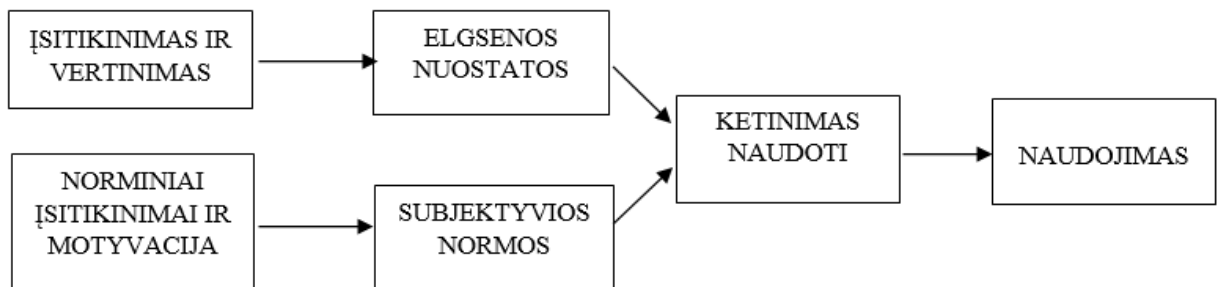 ĮSITIKINIMAS IR
VERTINIMAS
ELGSENOS
NUOSTATOS
KETINIMAS
NAUDOTI
NAUDOJIMAS
NORMINIAI
ĮSITIKINIMAI IR
MOTYVACIJA
SUBJEKTYVIOS
NORMOS